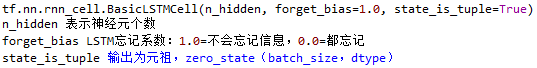 tf.nn.rnn_cell.BasicLSTMCell(n_hidden, forget_bias=1.0, state_is_tuple=True)
n_hidden 表示神经元个数
forget_bias LSTM忘记系数：1.0=不会忘记信息，0.0=都忘记
state_is_tuple 输出为元祖，zero_state（batch_size，dtype）